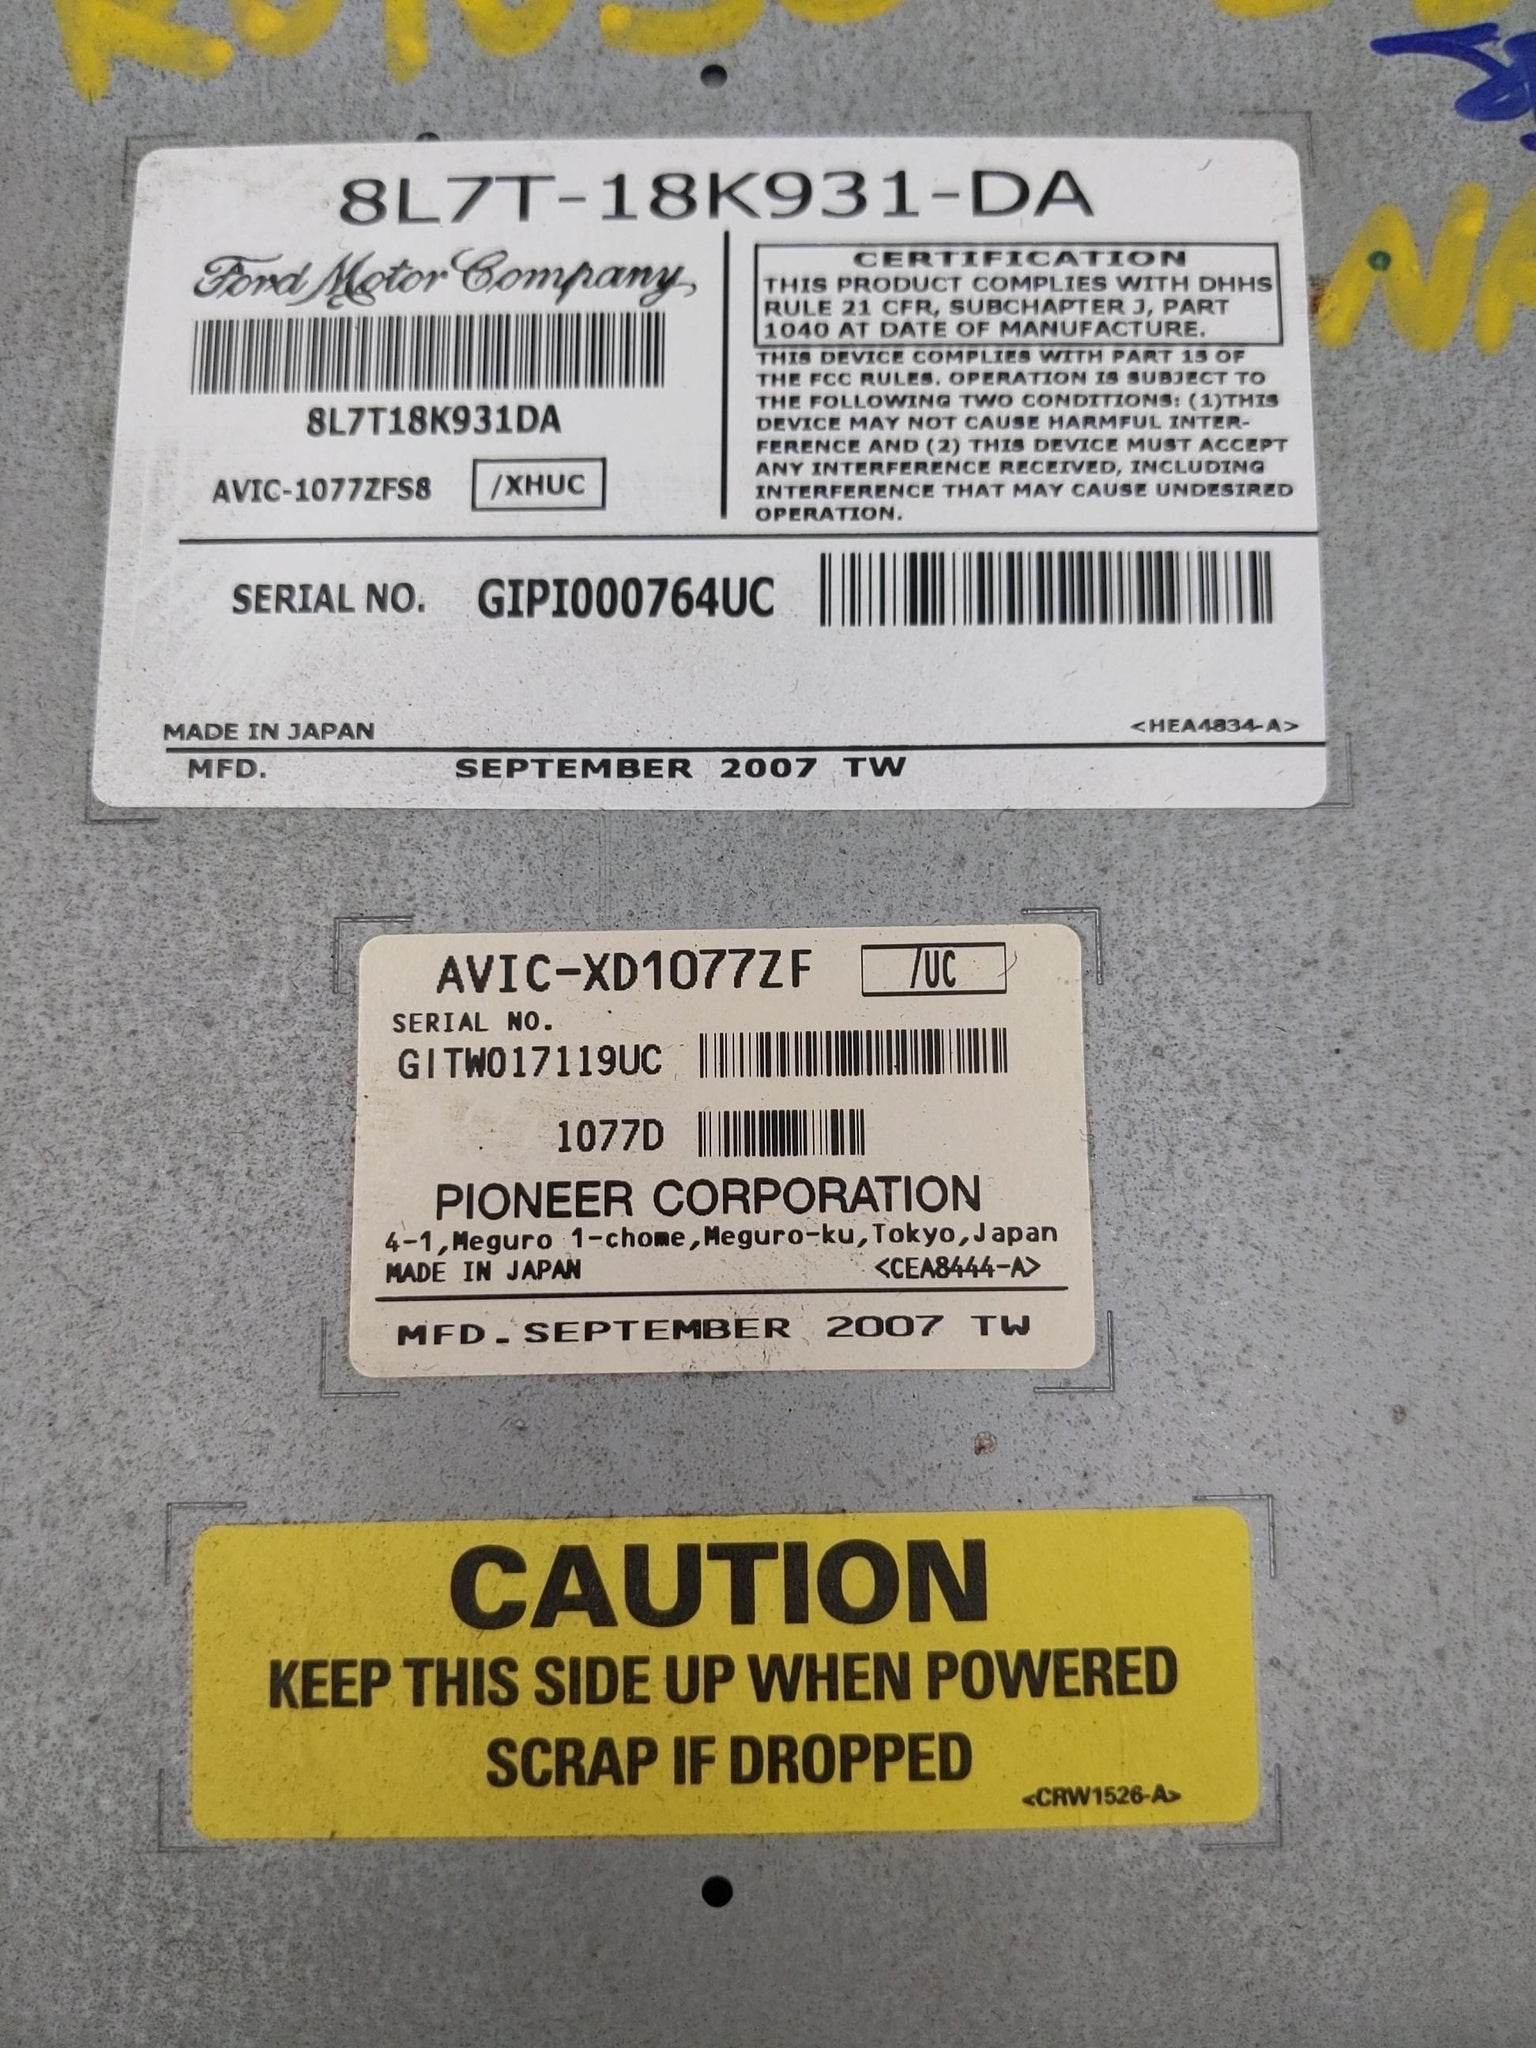 8L7T-18K931-DA
Ford Motor Company
8L7T18K931DA
AVIC-1077ZFS8 /XHUC
CERTIFICATION
THIS PRODUCT COMPLIES WITH DHHS
RULE 21 CFR, SUBCHAPTER J, PART
1040 AT DATE OF MANUFACTURE.
THIS DEVICE COMPLIES WITH PART 15 OF
THE FCC RULES. OPERATION IS SUBJECT TO
THE FOLLOWING TWO CONDITIONS: (1)THIS
DEVICE MAY NOT CAUSE HARMFUL INTER-
FERENCE AND (2) THIS DEVICE MUST ACCEPT
ANY INTERFERENCE RECEIVED, INCLUDING
INTERFERENCE THAT MAY CAUSE UNDESIRED
OPERATION.
SERIAL NO. GIPI000764UC
MADE IN JAPAN <HEA4834-A>
MFD. SEPTEMBER 2007 TW
AVIC-XD1077ZF /UC
SERIAL NO.
GITW017119UC
1077D
PIONEER CORPORATION
4-1,Meguro 1-chome,Meguro-ku,Tokyo,Japan
MADE IN JAPAN <CEA8444-A>
MFD. SEPTEMBER 2007 TW
CAUTION
KEEP THIS SIDE UP WHEN POWERED
SCRAP IF DROPPED
<CRW1526-A>